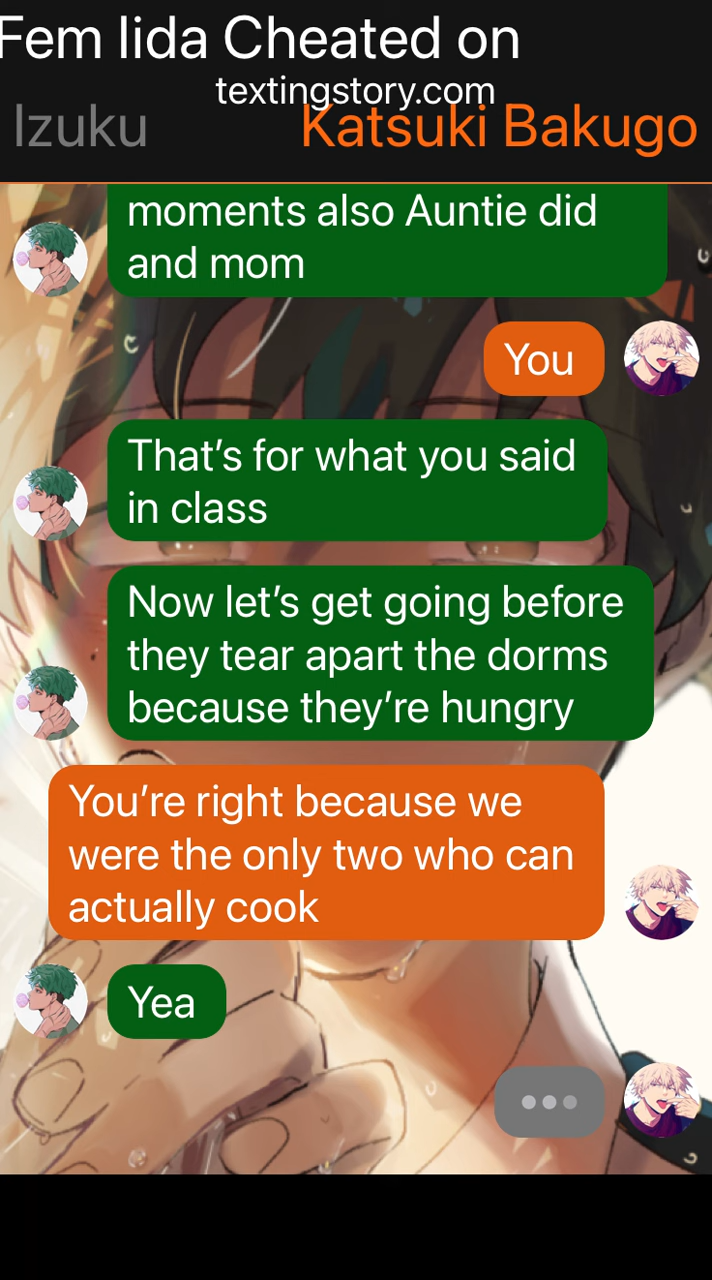 Fem Iida Cheated on
textingstory.com
Izuku Katsuki Bakugo
moments also Auntie did
and mom
You
That’s for what you said
in class
Now let’s get going before
they tear apart the dorms
because they’re hungry
You’re right because we
were the only two who can
actually cook
Yea